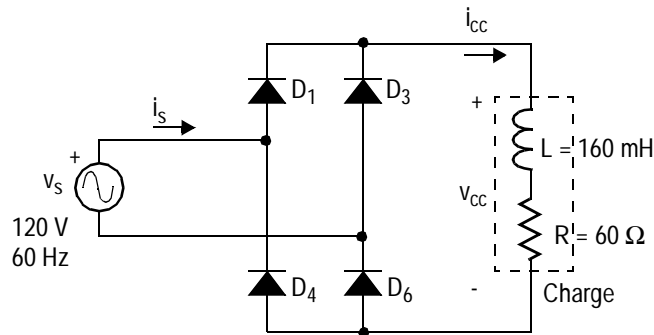 i_CC
D_1
D_3
i_s
+
+
L = 160 mH
v_s
v_CC
120 V
60 Hz
R = 60 Ω
D_4
D_6
-
Charge